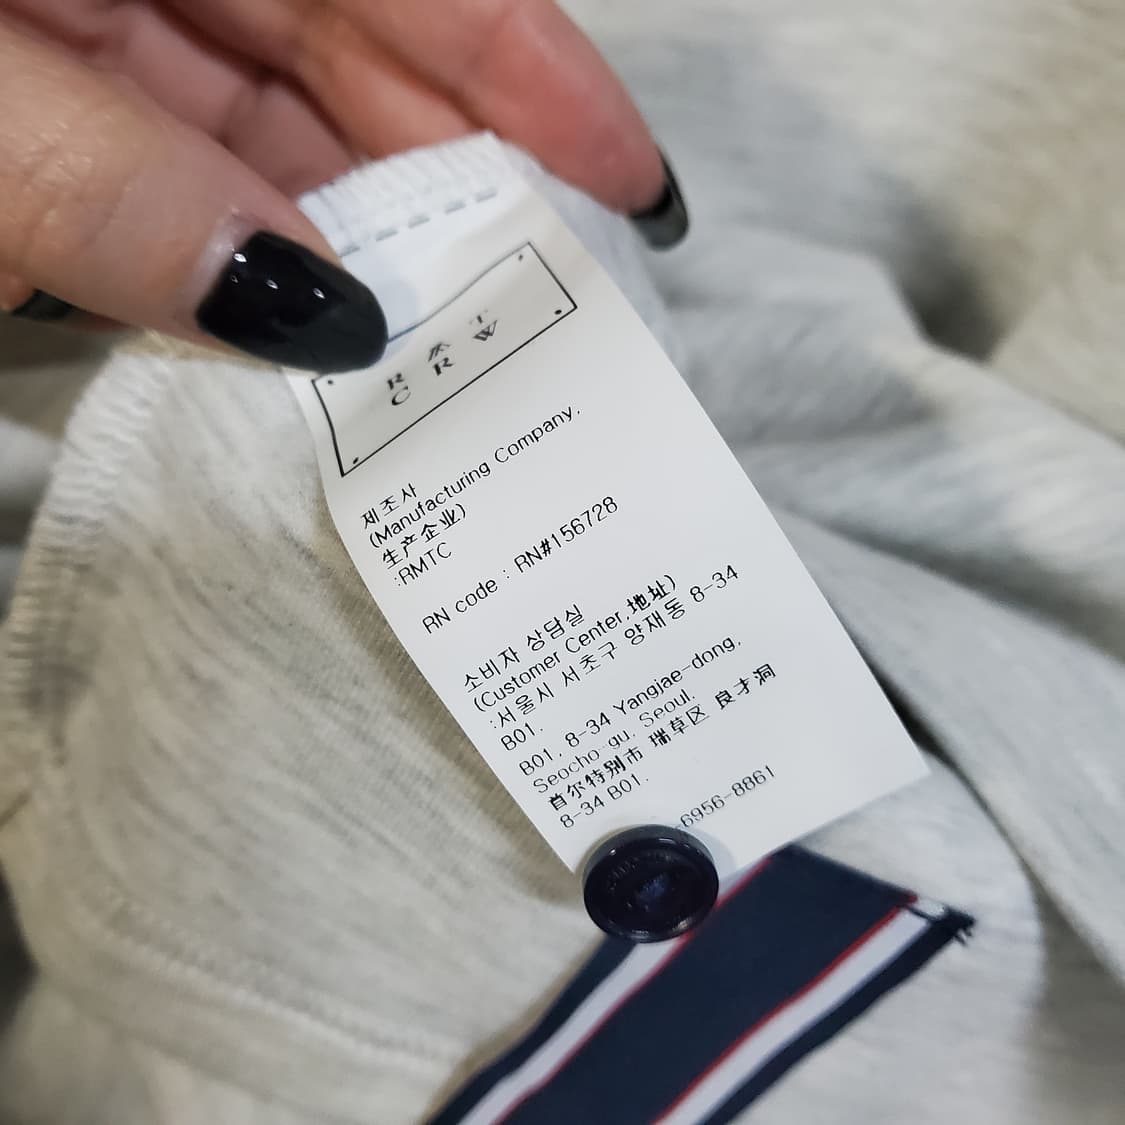 R A T
C R W
제조사
(Manufacturing Company,
生产企业)
:RMTC
RN code : RN#156728
소비자 상담실
(Customer Center,地址)
:서울시 서초구 양재동 8-34
B01.
B01, 8-34 Yangjae-dong,
Seocho-gu, Seoul.
首尔特别市 瑞草区 良才洞
8-34 B01.
6956-8861